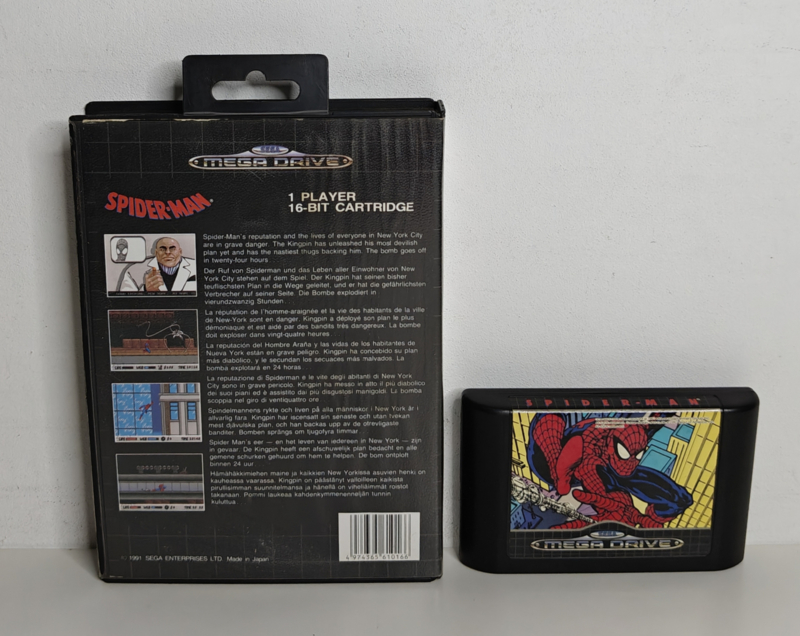 SEGA
MEGA DRIVE
SPIDER-MAN
1 PLAYER
16-BIT CARTRIDGE
Spider-Man's reputation and the lives of everyone in New York City
are in grave danger. The Kingpin has unleashed his most devilish
plan yet and has the nastiest thugs backing him. The bomb goes off
in twenty-four hours . . .
Der Ruf von Spiderman und das Leben aller Einwohner von New
York City stehen auf dem Spiel. Der Kingpin hat seinen bisher
teuflischsten Plan in die Wege geleitet, und er hat die gefährlichsten
Verbrecher auf seiner Seite. Die Bombe explodiert in
vierundzwanzig Stunden . . .
La réputation de l'homme-araignée et la vie des habitants de la ville
de New-York sont en danger. Kingpin a déployé son plan le plus
démoniaque et est aidé par des bandits très dangereux. La bombe
doit exploser dans vingt-quatre heures . . .
La reputación del Hombre Araña y las vidas de los habitantes de
Nueva York están en grave peligro. Kingpin ha concebido su plan
más diabólico, y le secundan los secuaces más malvados. La
bomba explotará en 24 horas . . .
La reputazione di Spiderman e le vite degli abitanti di New York
City sono in grave pericolo. Kingpin ha messo in atto il più diabolico
dei suoi piani ed è assistito dai più disgustosi manigoldi. La bomba
scoppia nel giro di ventiquattro ore . . .
Spindelmannens rykte och liven på alla människor i New York är i
allvarlig fara. Kingpin har iscensatt sin senaste och utan tvekan
mest djävulska plan, och han backas upp av de otrevligaste
banditer. Bomben sprängs om tjugofyra timmar . . .
Spider Man's eer — en het leven van iedereen in New York — zijn
in gevaar. De Kingpin heeft een afschuwelijk plan bedacht en alle
gemene schurken gehuurd om hem te helpen. De bom ontploft
binnen 24 uur . . .
Hämähäkkimiehen maine ja kaikkien Newyorkissa asuvien henki on
kauheassa vaarassa. Kingpin on päästänyt valloilleen kaikista
pirullisimman suunnitelmansa ja hänellä on viheliäimmät roistot
takanaan. Pommi laukeaa kahdenkymmenenneljän tunnin
kuluttua . . .
© 1991 SEGA ENTERPRISES LTD. Made in Japan
4 974365 610166
SPIDER-MAN
SEGA
MEGA DRIVE